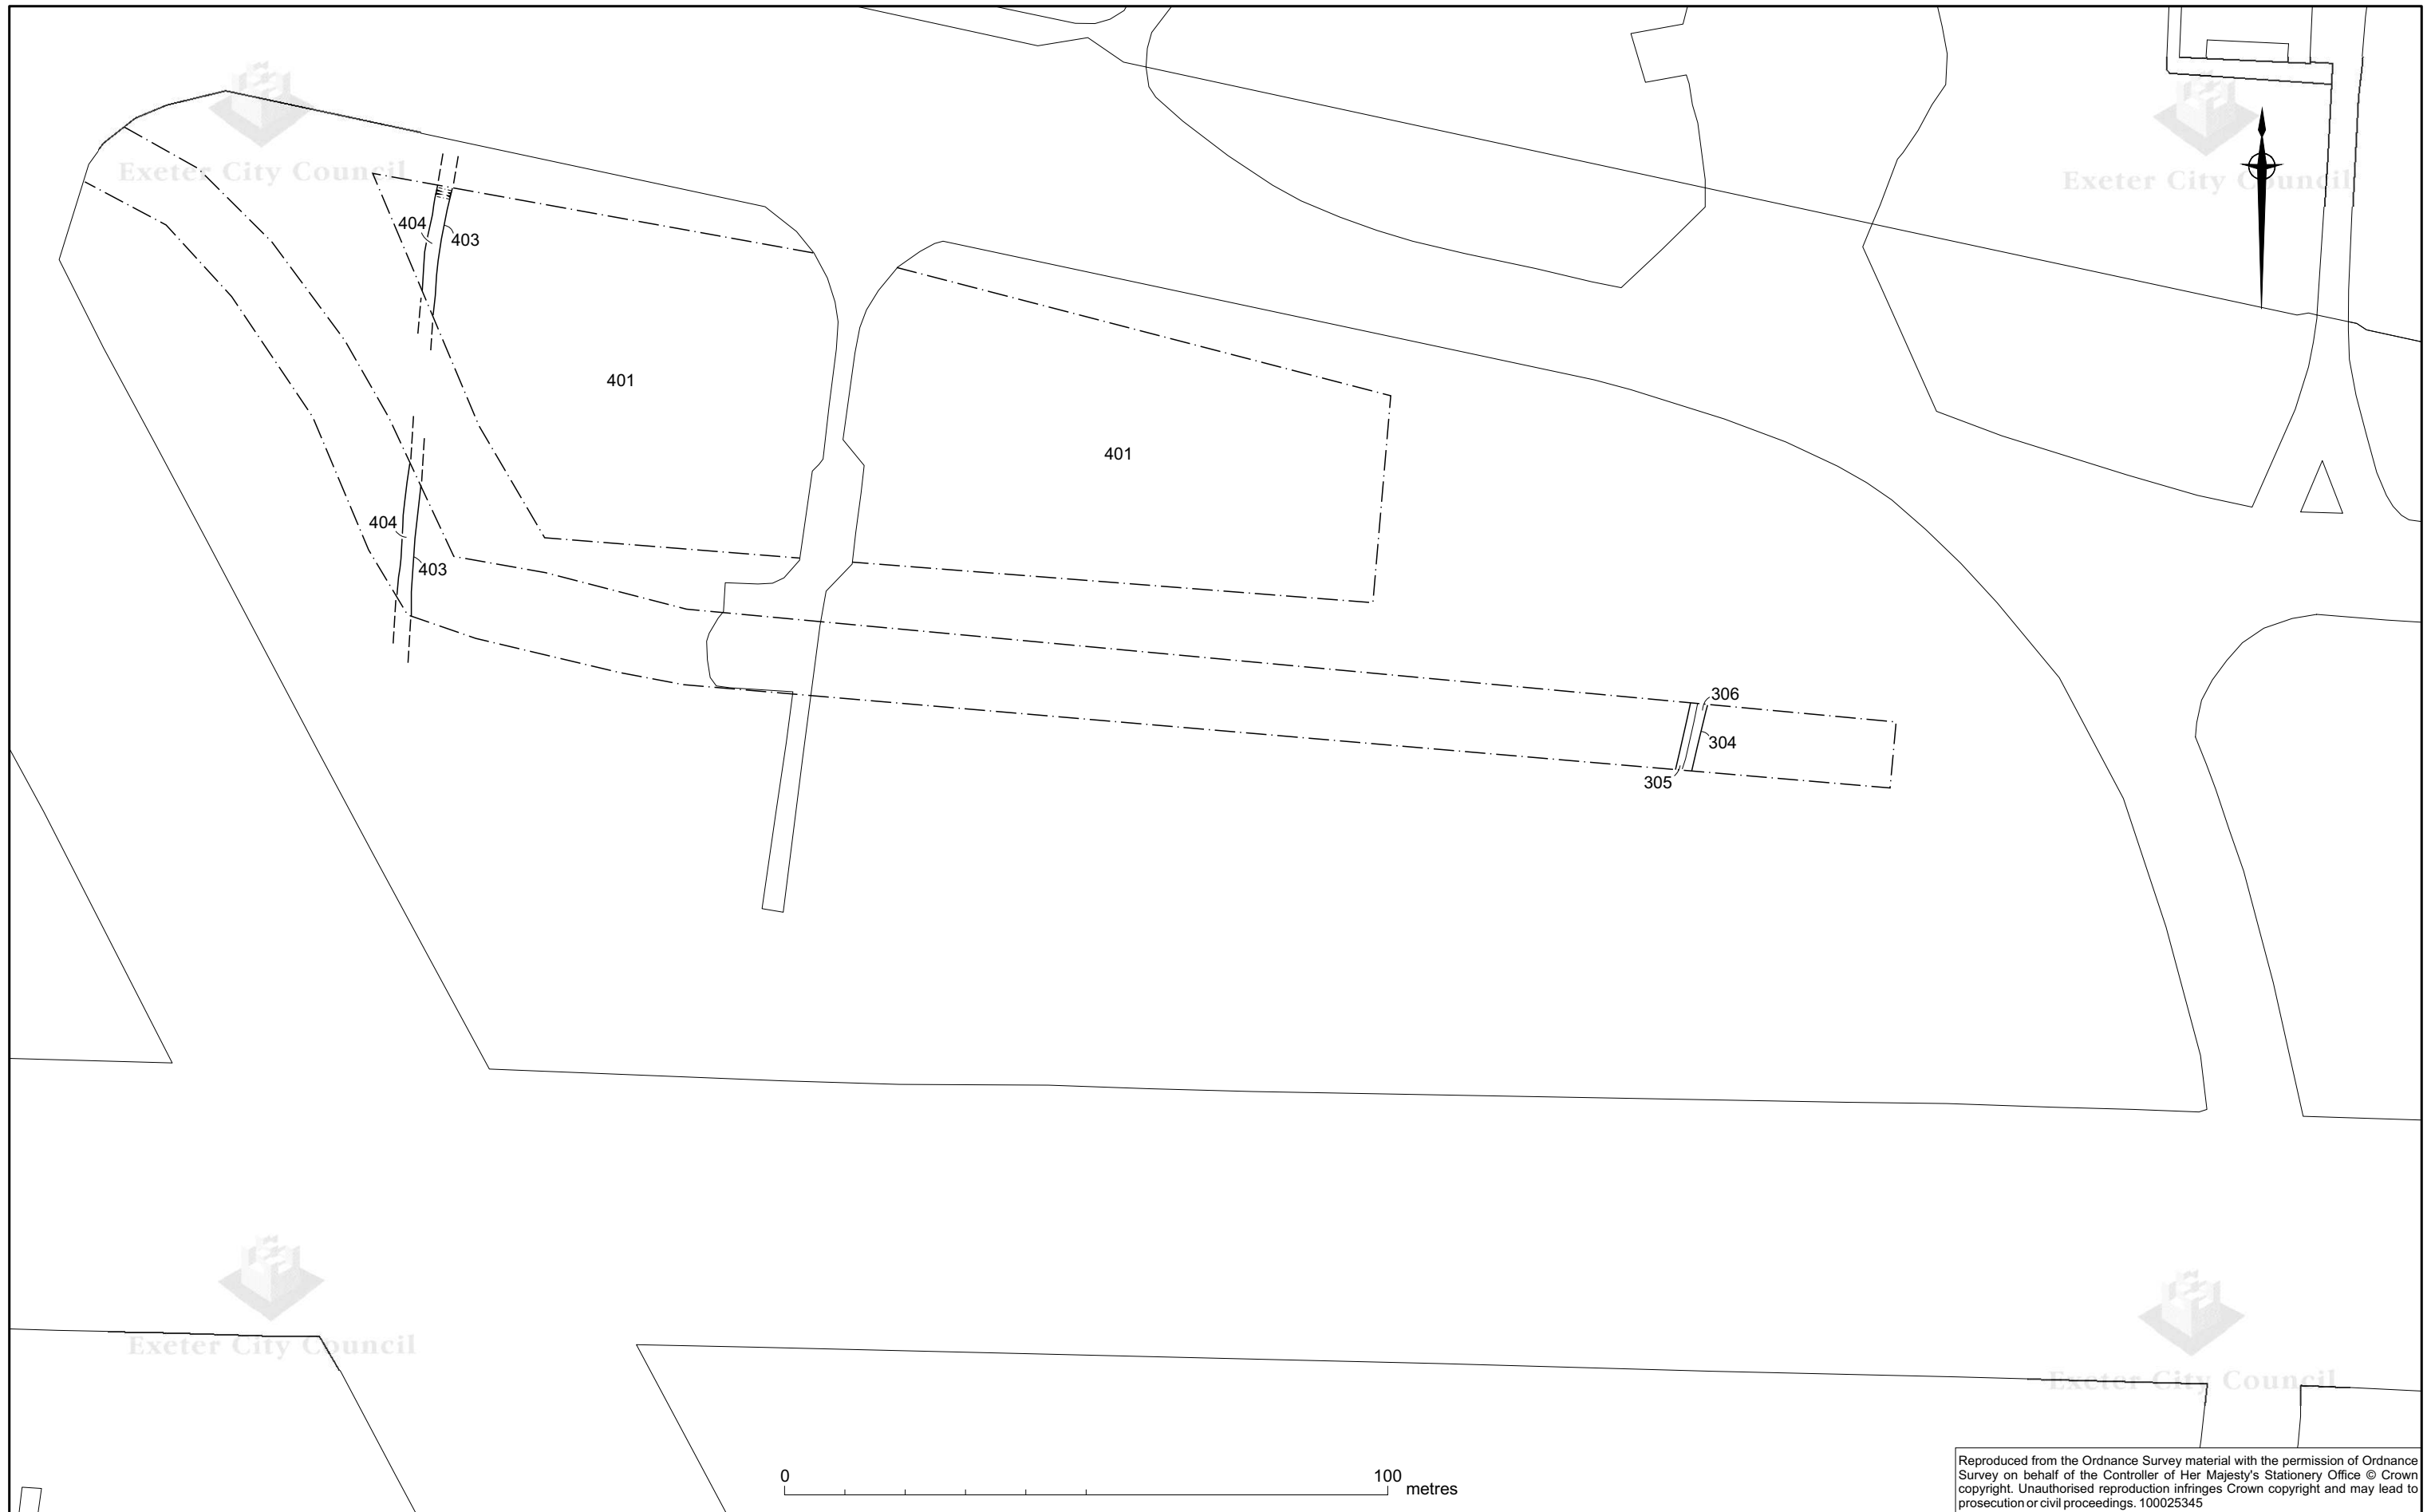 Exeter City Council
Exeter City Council
404
403
401
401
404
403
306
304
305
Exeter City Council
Exeter City Council
0
100
metres
Reproduced from the Ordnance Survey material with the permission of Ordnance
Survey on behalf of the Controller of Her Majesty's Stationery Office © Crown
copyright. Unauthorised reproduction infringes Crown copyright and may lead to
prosecution or civil proceedings. 100025345